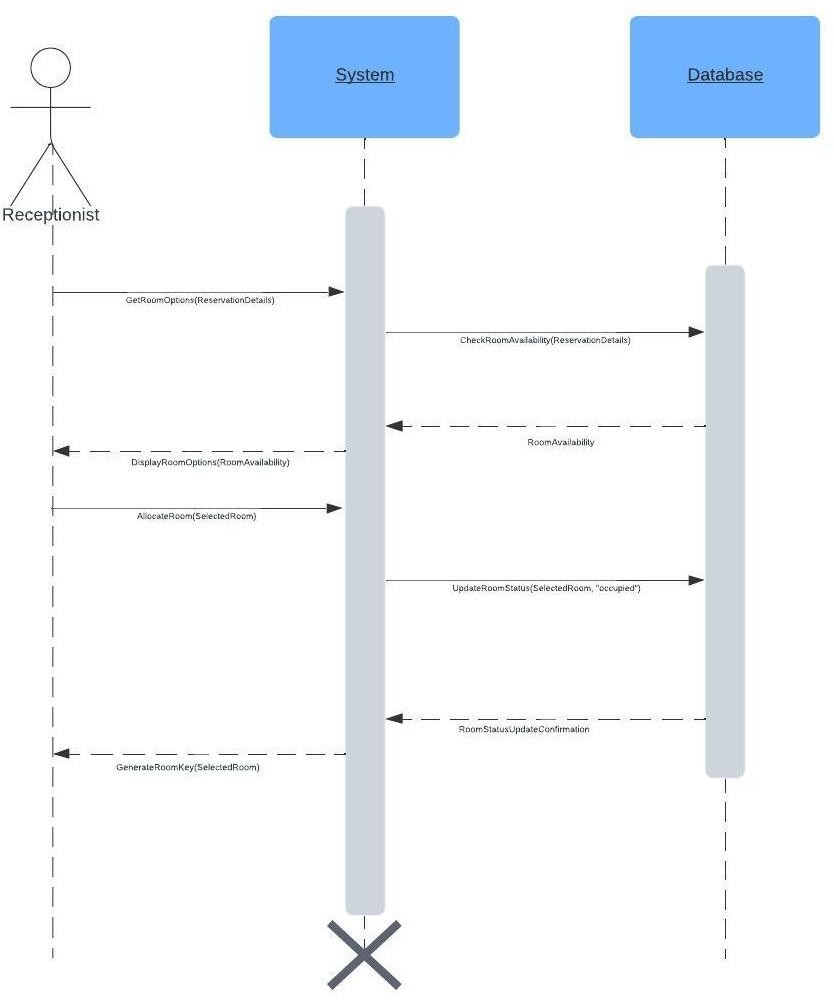 System
Database
Receptionist
GetRoomOptions(ReservationDetails)
CheckRoomAvailability(ReservationDetails)
RoomAvailability
DisplayRoomOptions(RoomAvailability)
AllocateRoom(SelectedRoom)
UpdateRoomStatus(SelectedRoom, "occupied")
RoomStatusUpdateConfirmation
GenerateRoomKey(SelectedRoom)